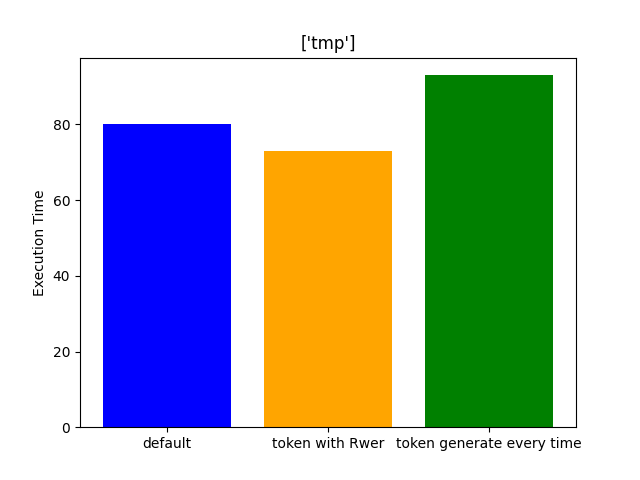 ['tmp']
Execution Time
80
60
40
20
0
default
token with Rwer
token generate every time